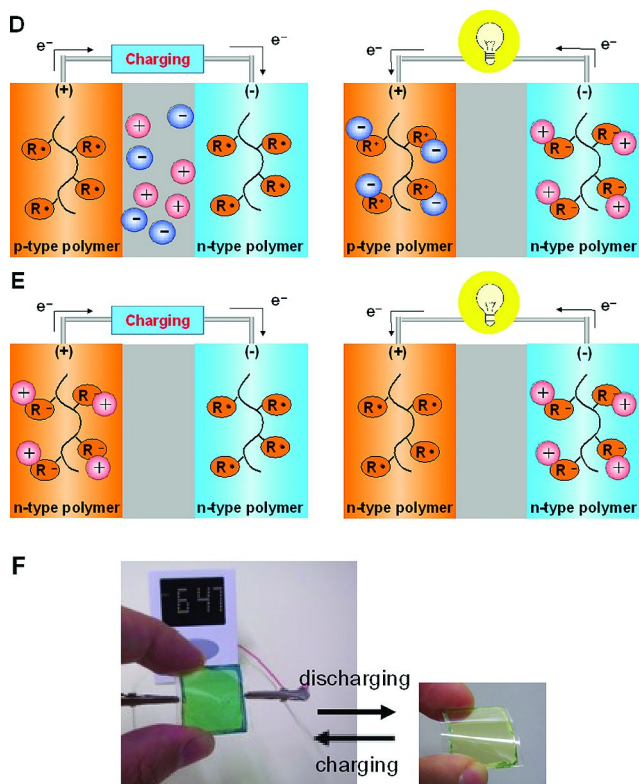 D
e⁻ Charging e⁻
(+) (-)
R• R• R• R•
+ - - + + + - -
R• R• R• R•
p-type polymer n-type polymer
e⁻ e⁻
(+) (-)
- R⁺ - R⁺ - R⁺ - R⁺
+ R⁻ + R⁻ + R⁻ + R⁻
p-type polymer n-type polymer
E
e⁻ Charging e⁻
(+) (-)
+ R⁻ R⁻ + + R⁻ R⁻ +
R• R• R• R•
n-type polymer n-type polymer
e⁻ e⁻
(+) (-)
R• R• R• R•
+ R⁻ R⁻ + + R⁻ R⁻ +
n-type polymer n-type polymer
F
647
discharging
charging